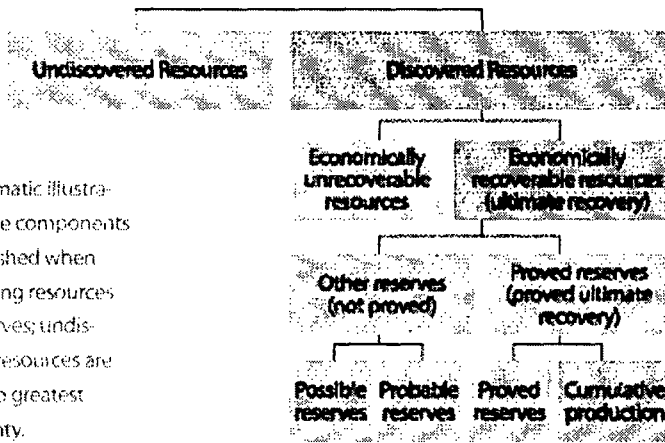 Undiscovered Resources
Discovered Resources
Economically
unrecoverable
resources
Economically
recoverable resources
(ultimate recovery)
matic illustra-
e components
shed when
ng resources
ves; undis-
resources are
o greatest
ty.
Other reserves
(not proved)
Proved reserves
(proved ultimate
recovery)
Possible
reserves
Probable
reserves
Proved
reserves
Cumulative
production